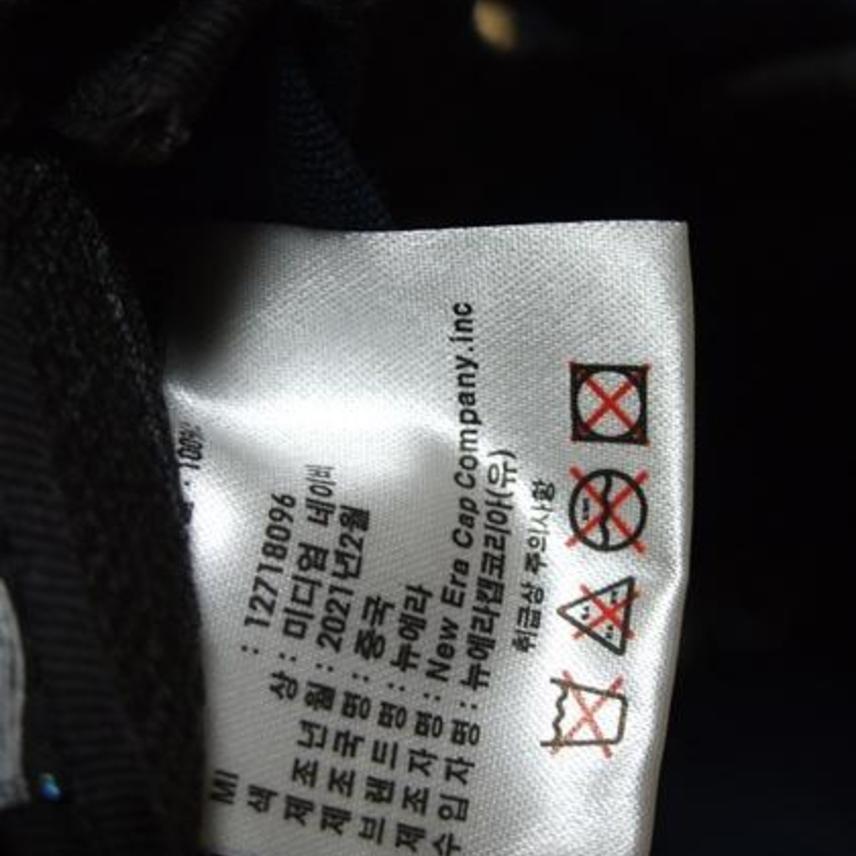 100%
MI : 12718096
색 상 : 미디엄 네이비
제 조 년 월 : 2021년2월
제 조 국 명 : 중국
브 랜 드 명 : 뉴에라
제 조 자 명 : New Era Cap Company.inc
수 입 자 명 : 뉴에라캡코리아(유)
취급상 주의사항